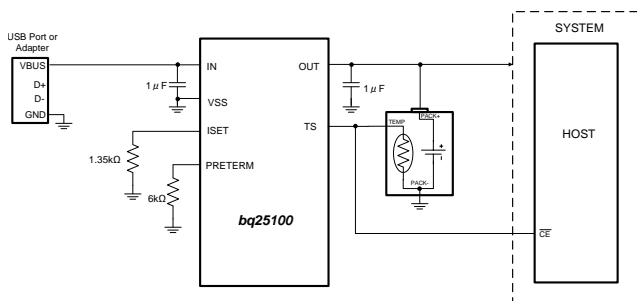 USB Port or
Adapter
VBUS
D+
D-
GND
1 μF
1.35kΩ
6kΩ
IN
VSS
ISET
PRETERM
OUT
TS
bq25100
1 μF
TEMP
PACK+
+
-
PACK-
SYSTEM
HOST
CE